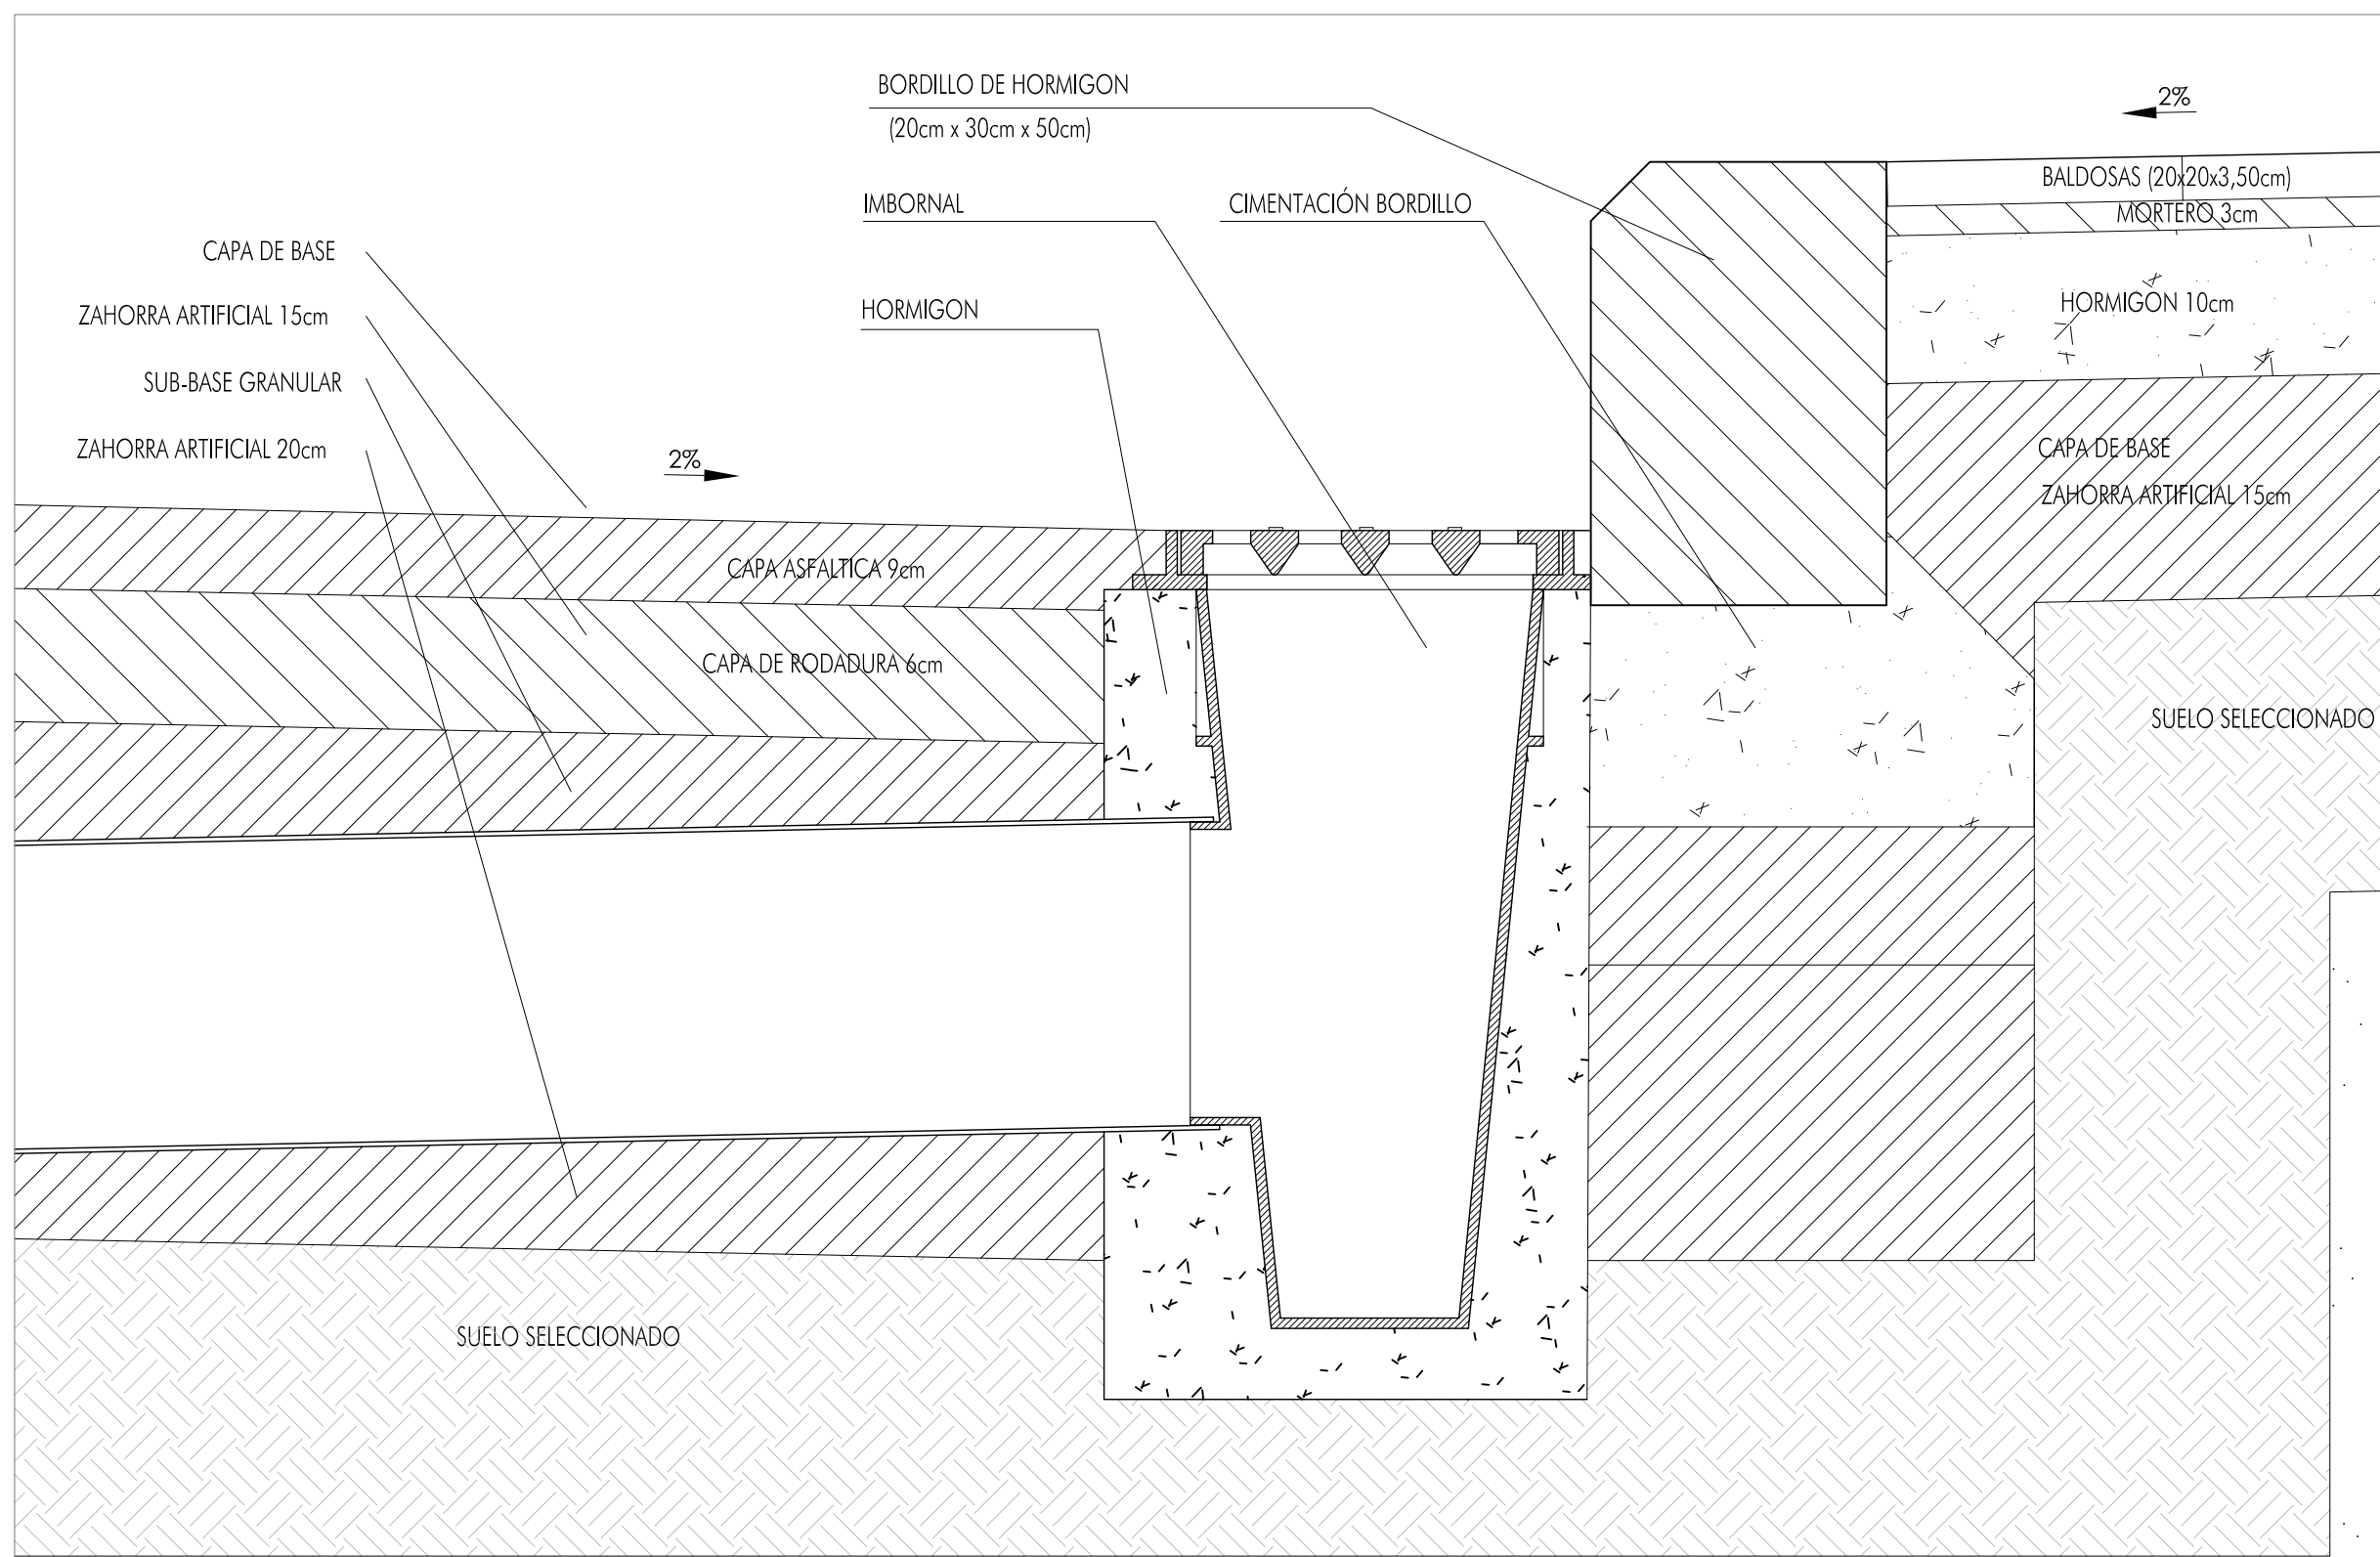 BORDILLO DE HORMIGON
(20cm x 30cm x 50cm)
2%
BALDOSAS (20x20x3,50cm)
IMBORNAL
CIMENTACIÓN BORDILLO
MORTERO 3cm
CAPA DE BASE
ZAHORRA ARTIFICIAL 15cm
HORMIGON
HORMIGON 10cm
SUB-BASE GRANULAR
ZAHORRA ARTIFICIAL 20cm
2%
CAPA DE BASE
ZAHORRA ARTIFICIAL 15cm
CAPA ASFALTICA 9cm
CAPA DE RODADURA 6cm
SUELO SELECCIONADO
SUELO SELECCIONADO